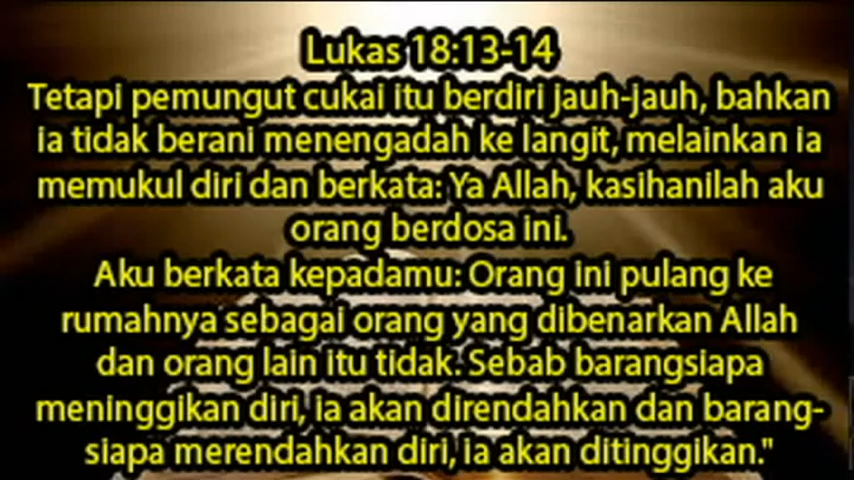 Lukas 18:13-14
Tetapi pemungut cukai itu berdiri jauh-jauh, bahkan
ia tidak berani menengadah ke langit, melainkan ia
memukul diri dan berkata: Ya Allah, kasihanilah aku
orang berdosa ini.
Aku berkata kepadamu: Orang ini pulang ke
rumahnya sebagai orang yang dibenarkan Allah
dan orang lain itu tidak. Sebab barangsiapa
meninggikan diri, ia akan direndahkan dan barang-
siapa merendahkan diri, ia akan ditinggikan."